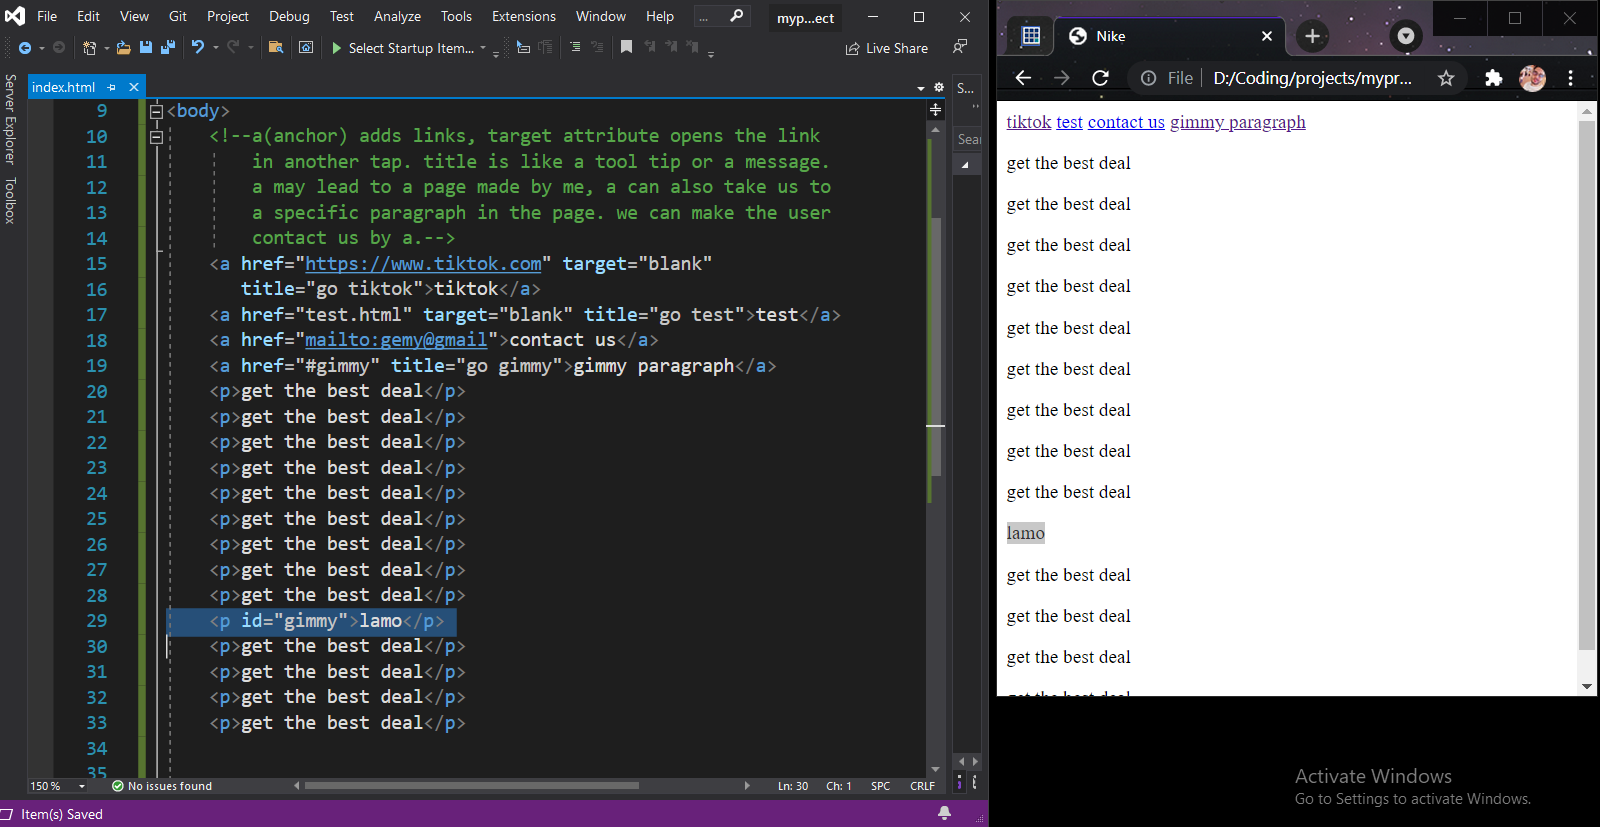 File Edit View Git Project Debug Test Analyze Tools Extensions Window Help ... myp...ect
Select Startup Item... Live Share
Server Explorer
Toolbox
index.html
S...
Sear
9 <body>
10 <!--a(anchor) adds links, target attribute opens the link
11 in another tap. title is like a tool tip or a message.
12 a may lead to a page made by me, a can also take us to
13 a specific paragraph in the page. we can make the user
14 contact us by a.-->
15 <a href="https://www.tiktok.com" target="blank"
16 title="go tiktok">tiktok</a>
17 <a href="test.html" target="blank" title="go test">test</a>
18 <a href="mailto:gemy@gmail">contact us</a>
19 <a href="#gimmy" title="go gimmy">gimmy paragraph</a>
20 <p>get the best deal</p>
21 <p>get the best deal</p>
22 <p>get the best deal</p>
23 <p>get the best deal</p>
24 <p>get the best deal</p>
25 <p>get the best deal</p>
26 <p>get the best deal</p>
27 <p>get the best deal</p>
28 <p>get the best deal</p>
29 <p id="gimmy">lamo</p>
30 <p>get the best deal</p>
31 <p>get the best deal</p>
32 <p>get the best deal</p>
33 <p>get the best deal</p>
34
35
150 % No issues found Ln: 30 Ch: 1 SPC CRLF
Item(s) Saved
Nike
File D:/Coding/projects/mypr...
tiktok test contact us gimmy paragraph
get the best deal
get the best deal
get the best deal
get the best deal
get the best deal
get the best deal
get the best deal
get the best deal
get the best deal
lamo
get the best deal
get the best deal
get the best deal
get the best deal
Activate Windows
Go to Settings to activate Windows.